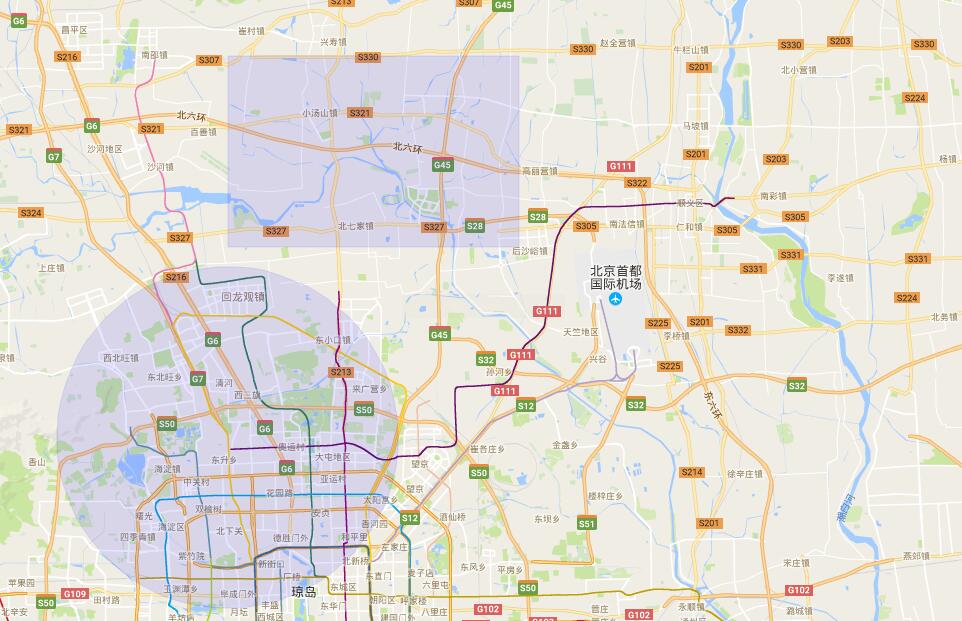 S213
S307
G45
G6
昌平区
崔村镇
兴寿镇
赵全营镇
牛栏山镇
S330
S203
S330
S216
南邵镇
S307
S330
S330
S201
北小营镇
S224
小汤山镇
S321
北六环
S321
G6
S321
百善镇
马坡镇
沙河地区
G7
北六环
S201
S203
杨镇
沙河镇
G45
高丽营镇
G111
S322
S324
顺义区
南彩镇
S327
S327
北七家镇
S327
S28
S28
S305
南法信镇
仁和镇
S305
S305
后沙峪镇
S331
S331
上庄镇
S216
北京首都
国际机场
S331
李遂镇
回龙观镇
S224
G111
北务镇
G6
东小口镇
G45
天竺地区
S225
S201
李桥镇
S332
西北旺镇
S32
G111
兴谷
S225
孙河乡
东北旺乡
G7
清河
S213
来广营乡
G111
S32
西二旗
S50
S12
S32
东六环
S50
G6
奥运村
崔各庄乡
金盏乡
香山
东升乡
大屯地区
望京
海淀镇
G6
S50
S214
徐辛庄镇
中关村
亚运村
望京
花园路
太阳宫乡
楼梓庄乡
曙光
双榆树
安贞
S12
酒仙桥
东坝乡
S51
S201
潮白河
海淀区
北下关
香河园
四季青镇
德胜门外
和平里
左家庄
紫竹院
新街口
北新桥
东风乡
平房乡
宋庄镇
燕郊镇
苹果园
厂桥
东直门
麦子店
玉渊潭乡
阜成门外
琼岛
东城区
六里屯
S50
G102
G109
S50
田村路
月坛
丰盛
东华门
朝阳区
呼家楼
八里庄
G102
管庄
G102
永顺镇
潞城镇
北辛安
羊坊店
西城区
建国门外